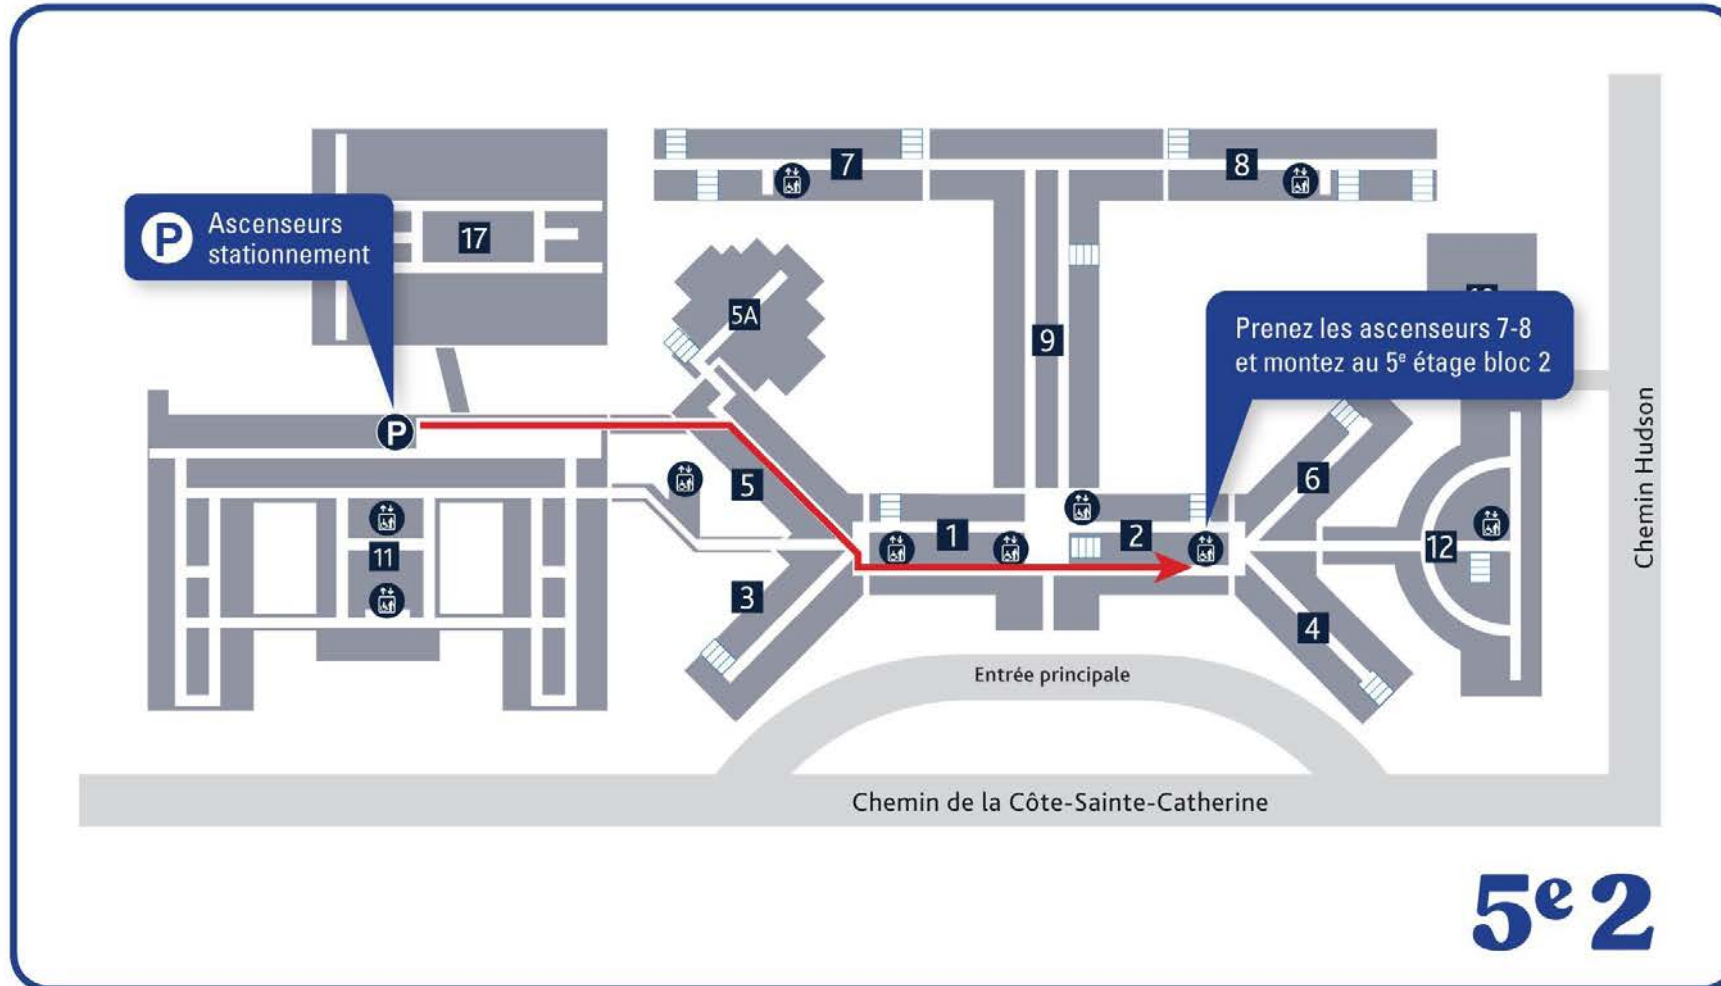 7
8
P Ascenseurs
stationnement
17
5A
9
Prenez les ascenseurs 7-8
et montez au 5e étage bloc 2
Chemin Hudson
P
5
6
1
2
11
12
3
4
Entrée principale
Chemin de la Côte-Sainte-Catherine
5e 2